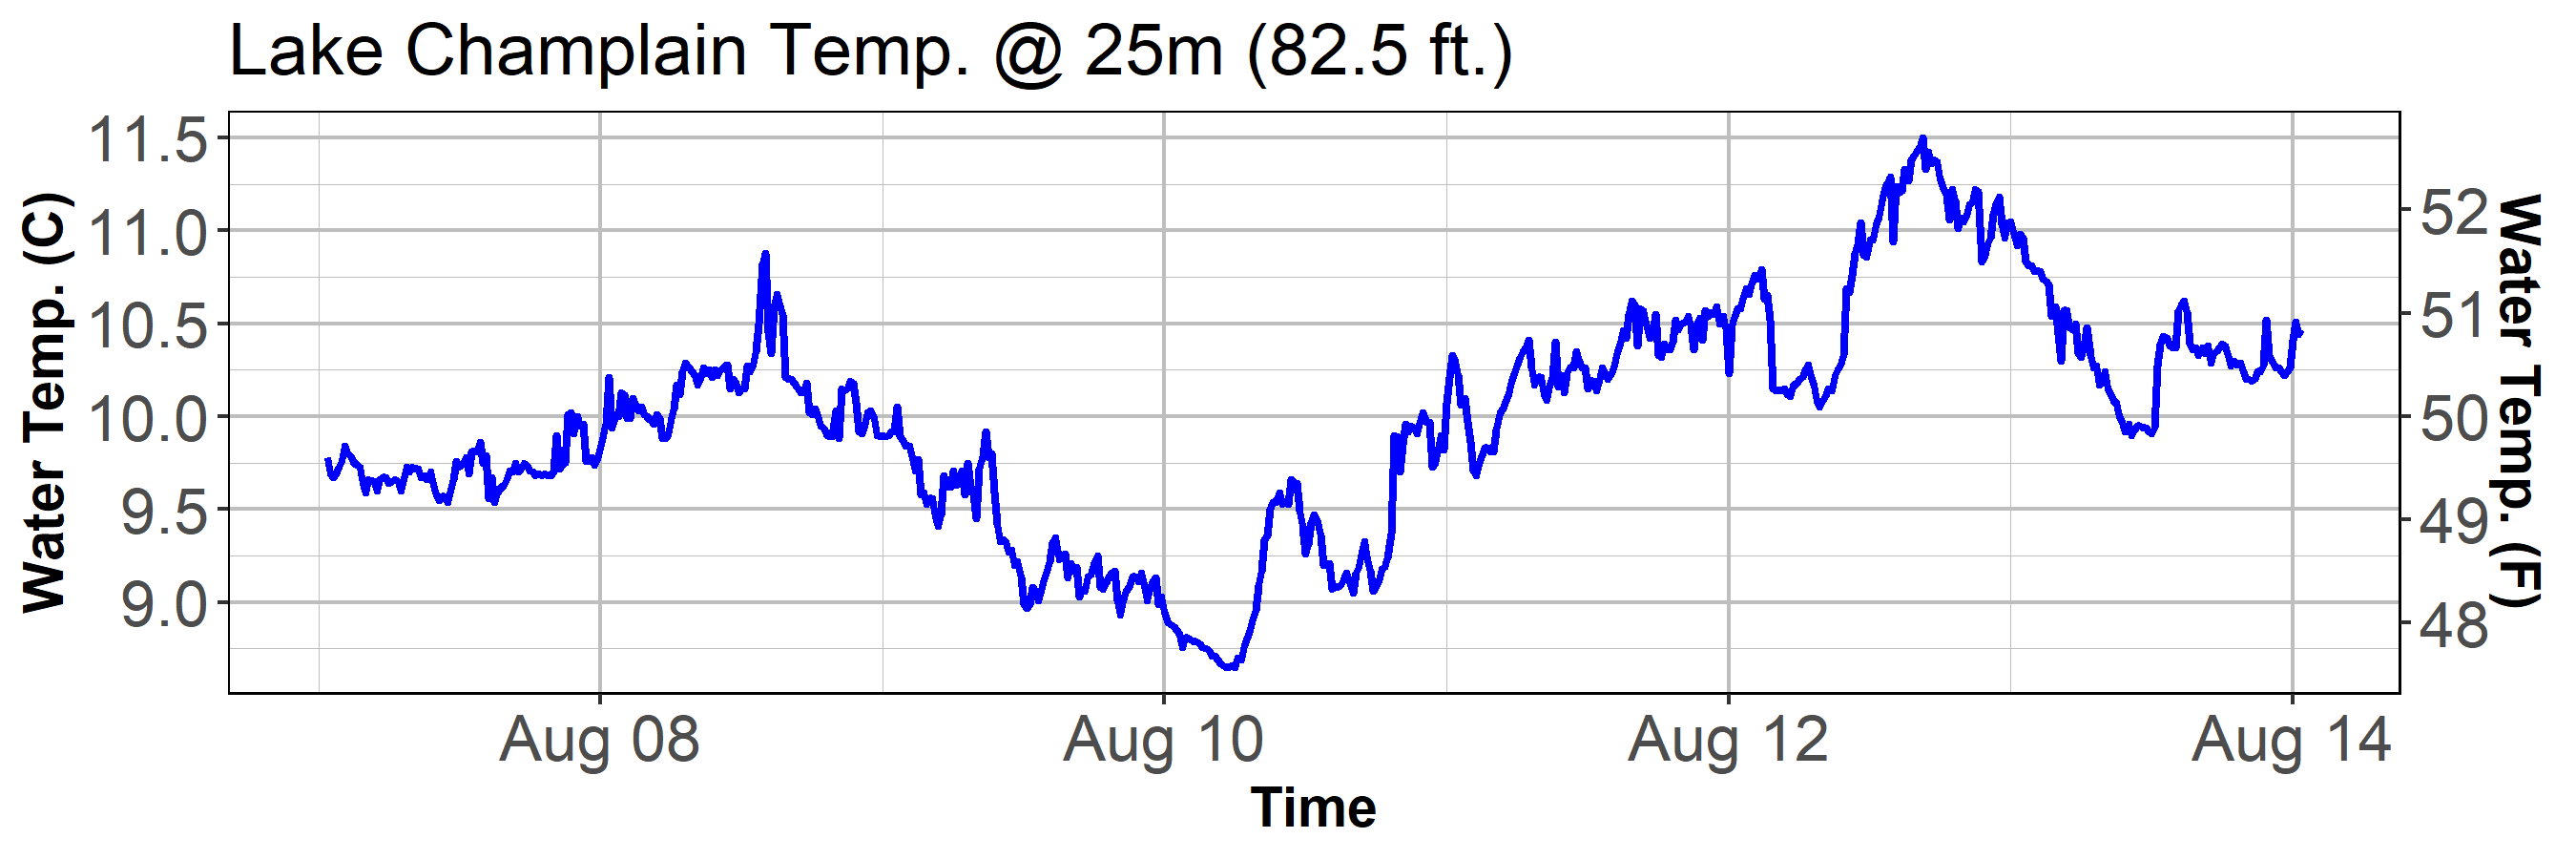 Lake Champlain Temp. @ 25m (82.5 ft.)
Water Temp. (C)
11.5
11.0
10.5
10.0
9.5
9.0
52
51
50
49
48
Water Temp. (F)
Aug 08
Aug 10
Aug 12
Aug 14
Time